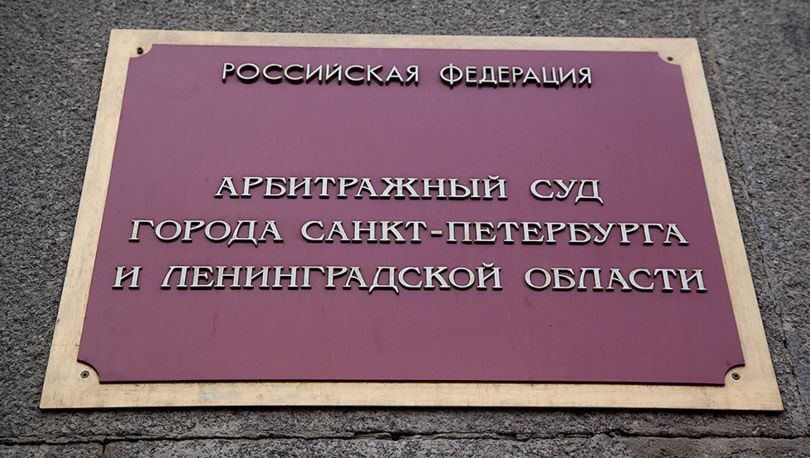 РОССИЙСКАЯ ФЕДЕРАЦИЯ
АРБИТРАЖНЫЙ СУД
ГОРОДА САНКТ-ПЕТЕРБУРГА
И ЛЕНИНГРАДСКОЙ ОБЛАСТИ